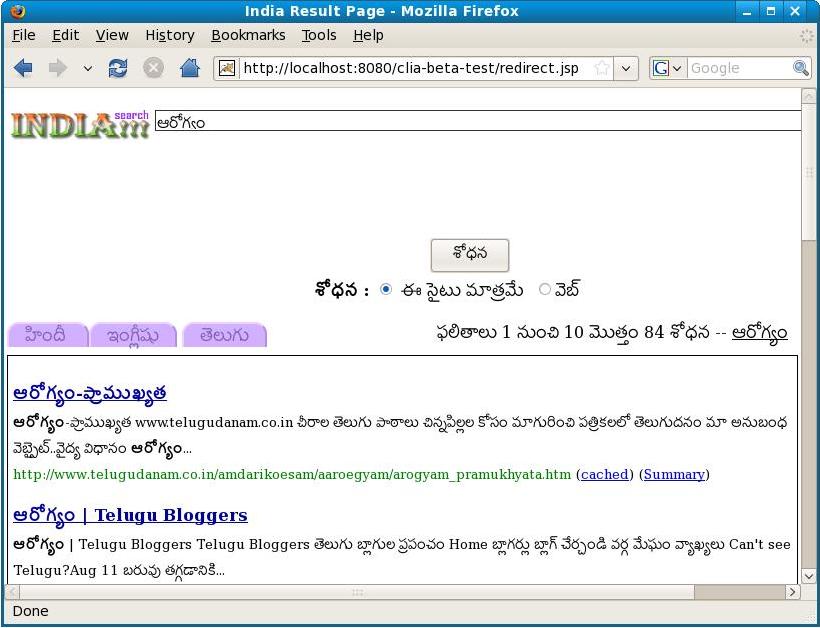 India Result Page - Mozilla Firefox
File Edit View History Bookmarks Tools Help
http://localhost:8080/clia-beta-test/redirect.jsp G Google
INDIA search ఆరోగ్యం
శోధన
శోధన : ఈ సైటు మాత్రమే వెబ్
హిందీ ఇంగ్లీషు తెలుగు ఫలితాలు 1 నుంచి 10 మొత్తం 84 శోధన -- ఆరోగ్యం
ఆరోగ్యం-ప్రాముఖ్యత
ఆరోగ్యం-ప్రాముఖ్యత www.telugudanam.co.in చీరాల తెలుగు పాఠాలు చిన్నపిల్లల కోసం మాగురించి పత్రికలలో తెలుగుదనం మా అనుబంధ
వెబ్సైట్..వైద్య విధానం ఆరోగ్యం...
http://www.telugudanam.co.in/amdarikoesam/aaroegyam/arogyam_pramukhyata.htm (cached) (Summary)
ఆరోగ్యం | Telugu Bloggers
ఆరోగ్యం | Telugu Bloggers Telugu Bloggers తెలుగు బ్లాగుల ప్రపంచం Home బ్లాగర్లు బ్లాగ్ చేర్చండి వర్గ మేఘం వ్యాఖ్యలు Can't see
Telugu?Aug 11 బరువు తగ్గడానికి...
Done